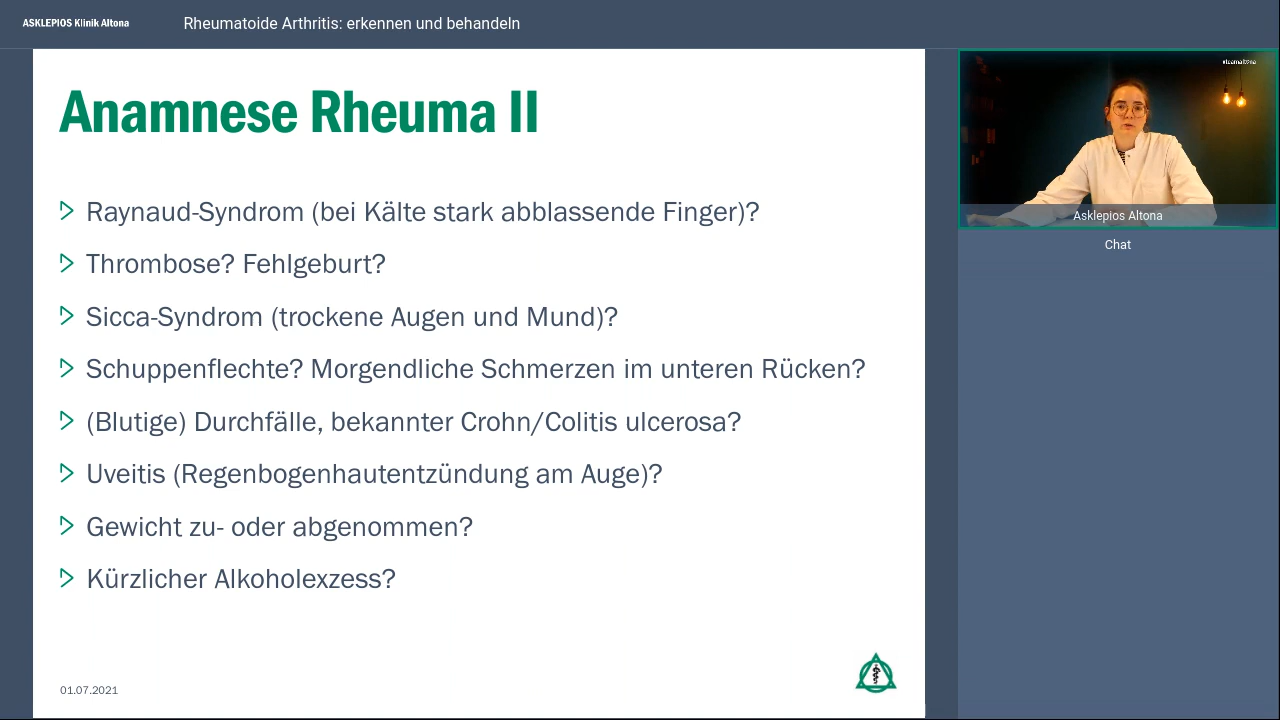 ASKLEPIOS Klinik Altona
Rheumatoide Arthritis: erkennen und behandeln
Anamnese Rheuma II
Raynaud-Syndrom (bei Kälte stark abblassende Finger)?
Thrombose? Fehlgeburt?
Sicca-Syndrom (trockene Augen und Mund)?
Schuppenflechte? Morgendliche Schmerzen im unteren Rücken?
(Blutige) Durchfälle, bekannter Crohn/Colitis ulcerosa?
Uveitis (Regenbogenhautentzündung am Auge)?
Gewicht zu- oder abgenommen?
Kürzlicher Alkoholexzess?
01.07.2021
Asklepios Altona
Chat